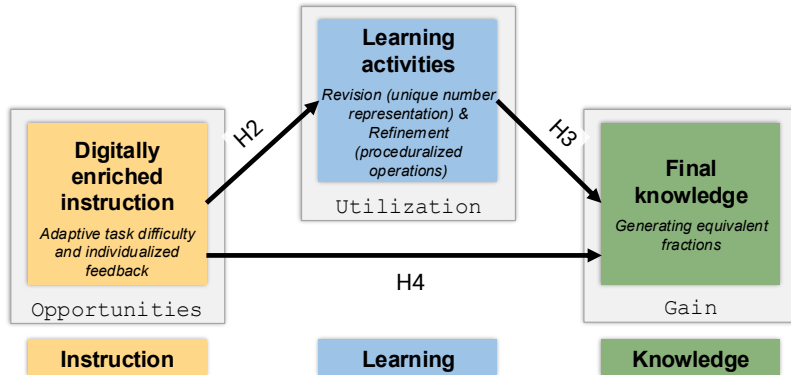 Learning
activities
Revision (unique number
representation) &
Refinement
(proceduralized
operations)
Utilization
H2
H3
Digitally
enriched
instruction
Adaptive task difficulty
and individualized
feedback
Opportunities
H4
Final
knowledge
Generating equivalent
fractions
Gain
Instruction
Learning
Knowledge